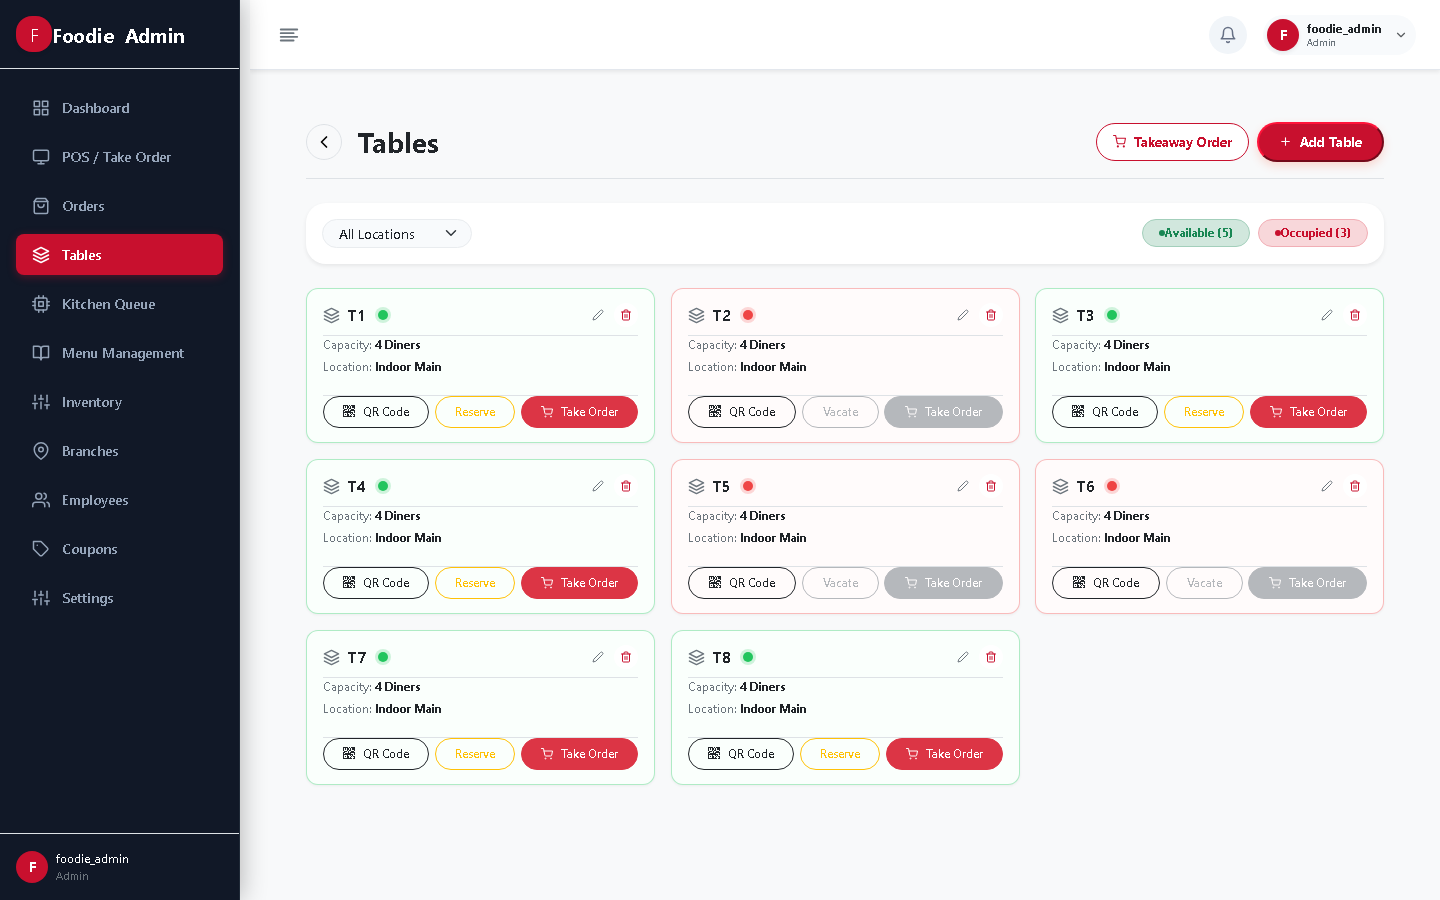 F Foodie Admin
Dashboard
POS / Take Order
Orders
Tables
Kitchen Queue
Menu Management
Inventory
Branches
Employees
Coupons
Settings
F foodie_admin
Admin
F foodie_admin
Admin
Tables
Takeaway Order
+ Add Table
All Locations
Available (5)
Occupied (3)
T1
Capacity: 4 Diners
Location: Indoor Main
QR Code Reserve Take Order
T2
Capacity: 4 Diners
Location: Indoor Main
QR Code Vacate Take Order
T3
Capacity: 4 Diners
Location: Indoor Main
QR Code Reserve Take Order
T4
Capacity: 4 Diners
Location: Indoor Main
QR Code Reserve Take Order
T5
Capacity: 4 Diners
Location: Indoor Main
QR Code Vacate Take Order
T6
Capacity: 4 Diners
Location: Indoor Main
QR Code Vacate Take Order
T7
Capacity: 4 Diners
Location: Indoor Main
QR Code Reserve Take Order
T8
Capacity: 4 Diners
Location: Indoor Main
QR Code Reserve Take Order